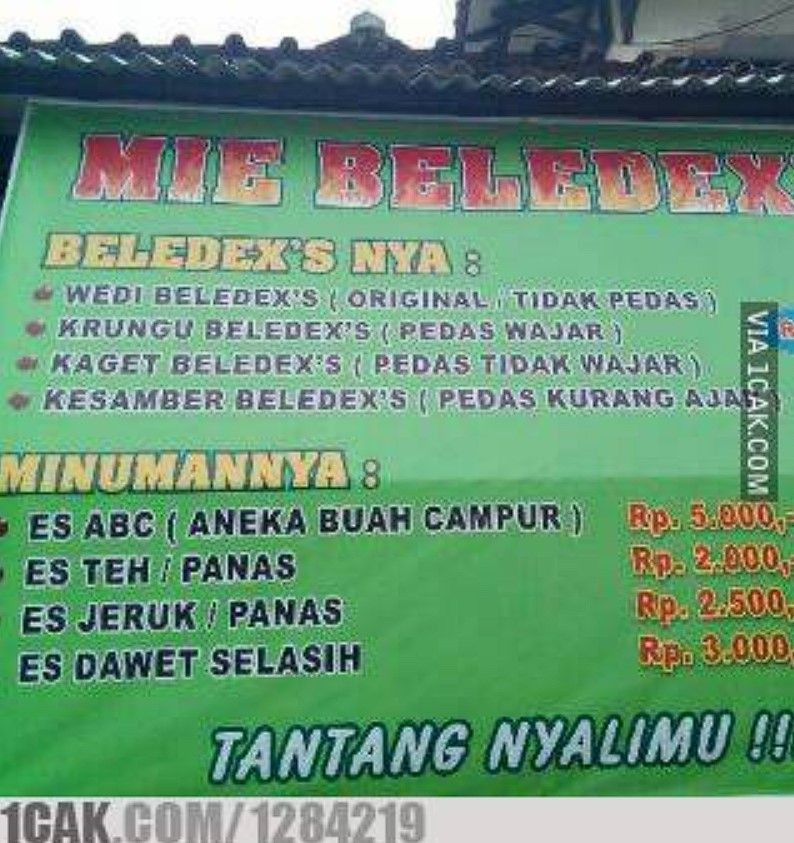 MIE BELEDEX'
BELEDEX'S NYA :
WEDI BELEDEX'S ( ORIGINAL / TIDAK PEDAS )
KRUNGU BELEDEX'S ( PEDAS WAJAR )
KAGET BELEDEX'S ( PEDAS TIDAK WAJAR )
KESAMBER BELEDEX'S ( PEDAS KURANG AJAR )
R
VIA 1CAK.COM
MINUMANNYA :
ES ABC ( ANEKA BUAH CAMPUR ) Rp. 5.000,-
ES TEH / PANAS Rp. 2.000,-
ES JERUK / PANAS Rp. 2.500,
ES DAWET SELASIH Rp. 3.000,
TANTANG NYALIMU !!!
1CAK.COM/1284219